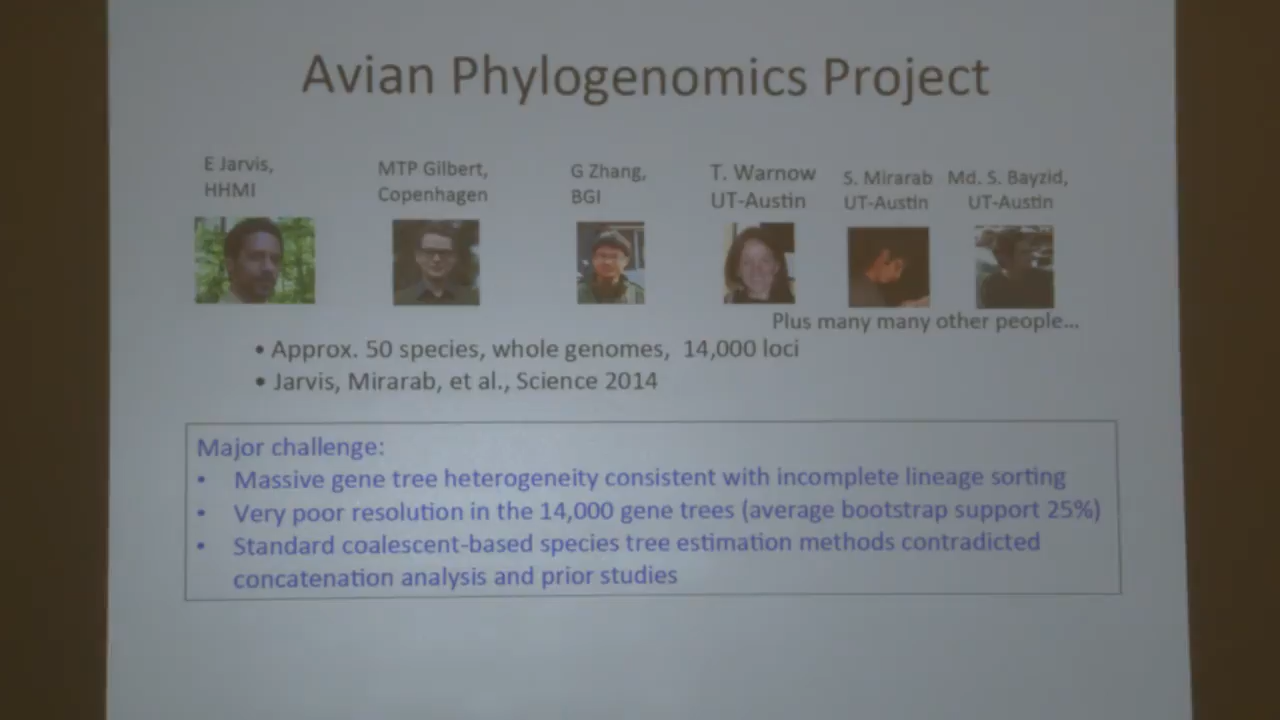 Avian Phylogenomics Project
E Jarvis,
HHMI
MTP Gilbert,
Copenhagen
G Zhang,
BGI
T. Warnow
UT-Austin
S. Mirarab
UT-Austin
Md. S. Bayzid,
UT-Austin
Plus many many other people…
• Approx. 50 species, whole genomes, 14,000 loci
• Jarvis, Mirarab, et al., Science 2014
Major challenge:
• Massive gene tree heterogeneity consistent with incomplete lineage sorting
• Very poor resolution in the 14,000 gene trees (average bootstrap support 25%)
• Standard coalescent-based species tree estimation methods contradicted
concatenation analysis and prior studies